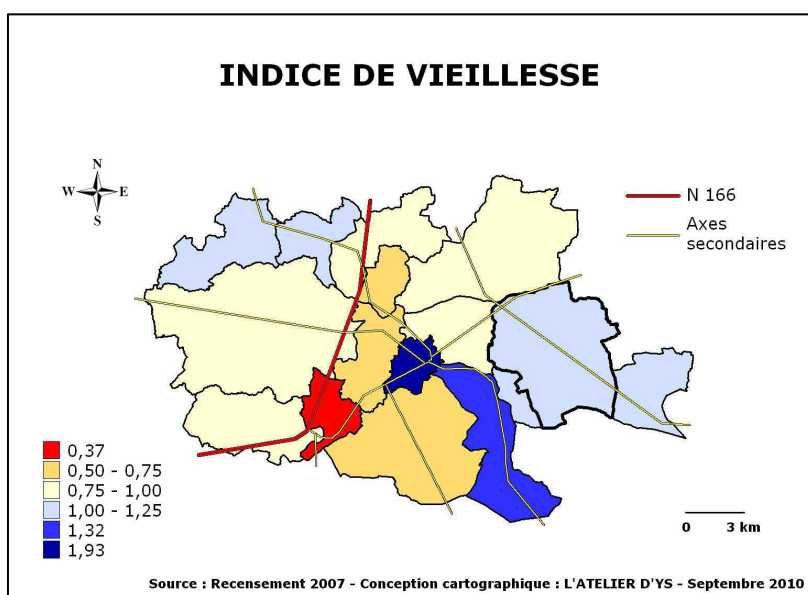 INDICE DE VIEILLESSE
N
W E
S
N 166
Axes
secondaires
0,37
0,50 - 0,75
0,75 - 1,00
1,00 - 1,25
1,32
1,93
0 3 km
Source : Recensement 2007 - Conception cartographique : L'ATELIER D'YS - Septembre 2010